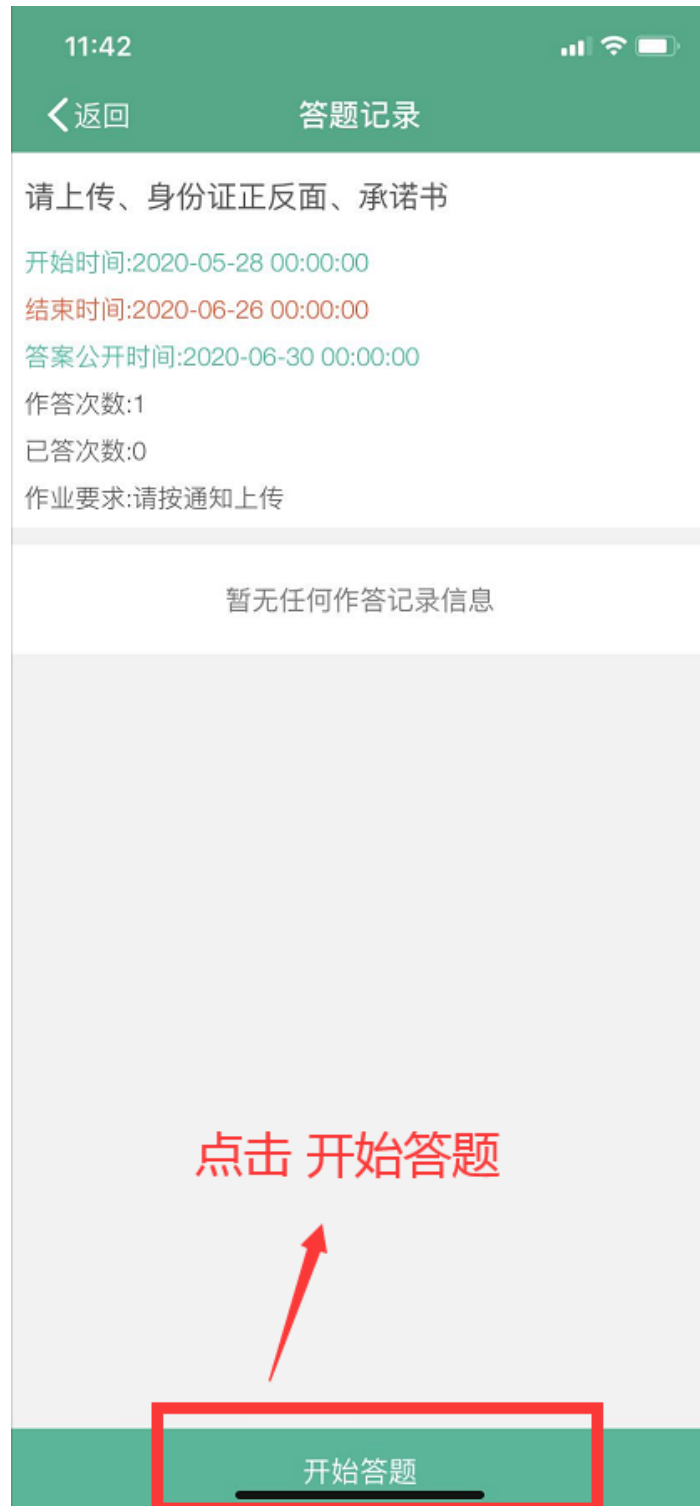 11:42
返回
答题记录
请上传、身份证正反面、承诺书
开始时间:2020-05-28 00:00:00
结束时间:2020-06-26 00:00:00
答案公开时间:2020-06-30 00:00:00
作答次数:1
已答次数:0
作业要求:请按通知上传
暂无任何作答记录信息
点击 开始答题
开始答题